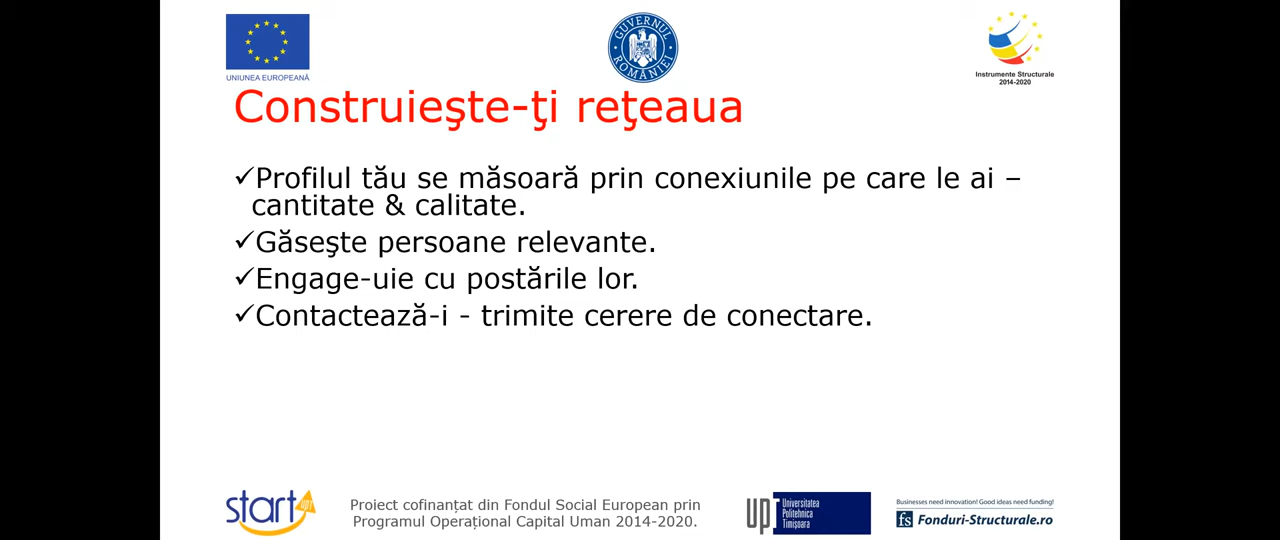 UNIUNEA EUROPEANĂ
GUVERNUL ROMÂNIEI
Instrumente Structurale
2014-2020
Construieşte-ţi reţeaua
✓Profilul tău se măsoară prin conexiunile pe care le ai –
cantitate & calitate.
✓Găseşte persoane relevante.
✓Engage-uie cu postările lor.
✓Contactează-i - trimite cerere de conectare.
start upt
Proiect cofinanțat din Fondul Social European prin
Programul Operațional Capital Uman 2014-2020.
UPT
Universitatea
Politehnica
Timișoara
Businesses need innovation! Good ideas need funding!
fs Fonduri-Structurale.ro